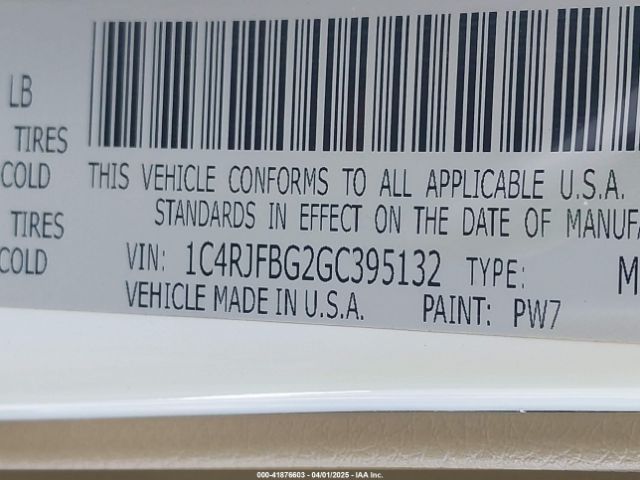 LB
TIRES
COLD
TIRES
COLD
THIS VEHICLE CONFORMS TO ALL APPLICABLE U.S.A.
STANDARDS IN EFFECT ON THE DATE OF MANUFA
VIN: 1C4RJFBG2GC395132 TYPE: M
VEHICLE MADE IN U.S.A. PAINT: PW7
000-41876603 - 04/01/2025 - IAA Inc.